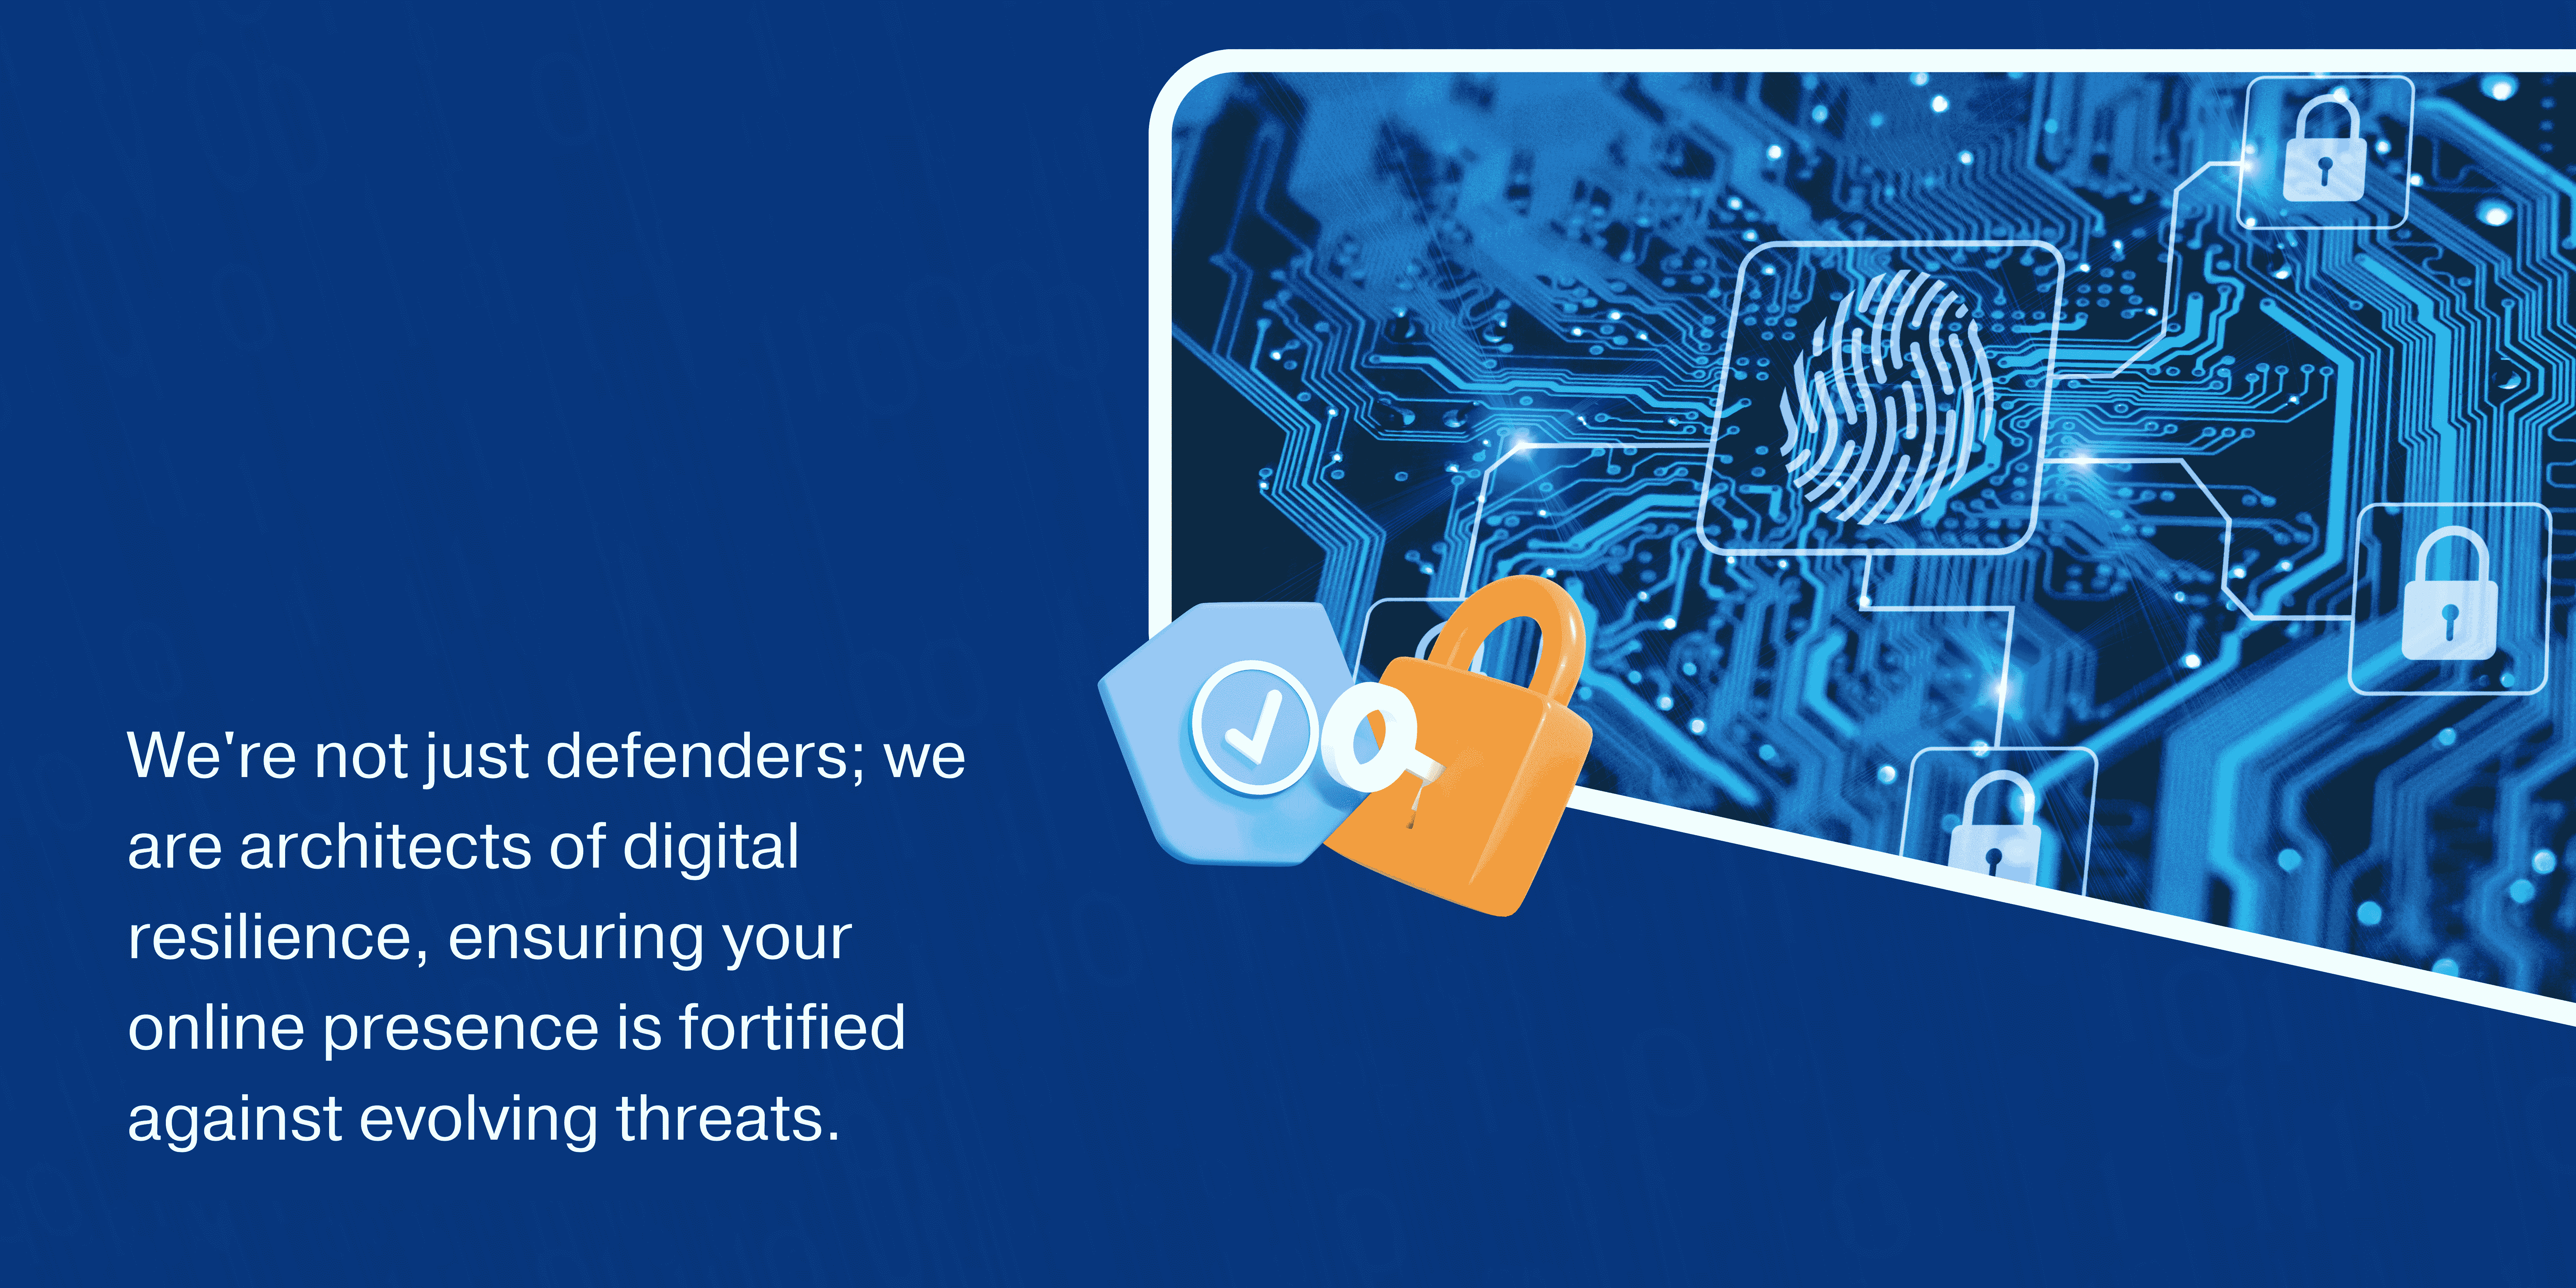 We're not just defenders; we
are architects of digital
resilience, ensuring your
online presence is fortified
against evolving threats.